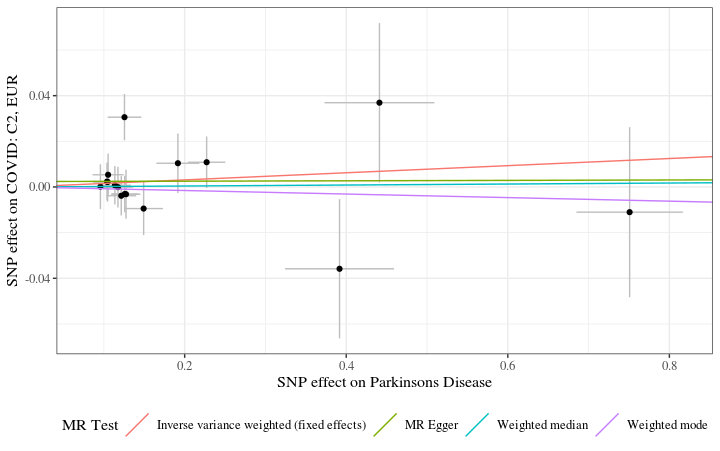 SNP effect on COVID: C2, EUR
0.04
0.00
-0.04
0.2 0.4 0.6 0.8
SNP effect on Parkinsons Disease
MR Test Inverse variance weighted (fixed effects) MR Egger Weighted median Weighted mode